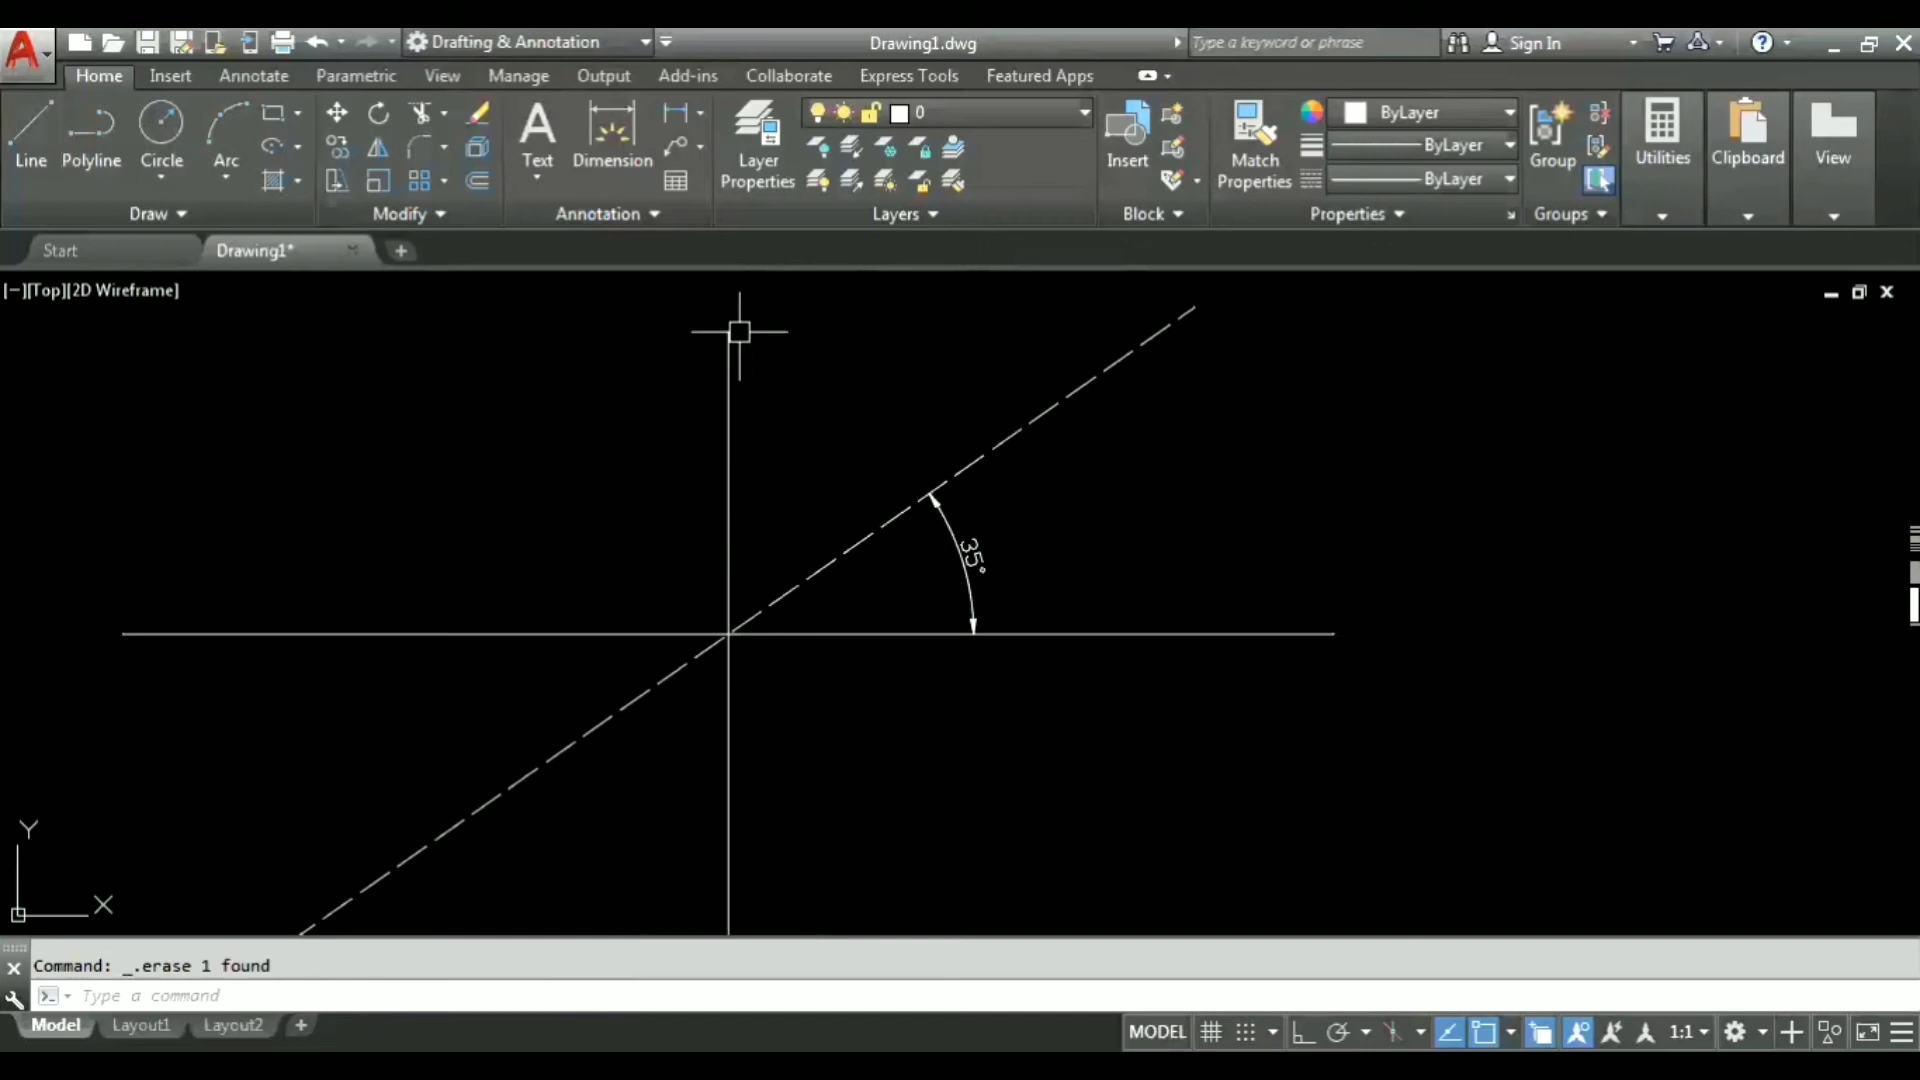 Drafting & Annotation
Drawing1.dwg
Type a keyword or phrase
Sign In
Home
Insert
Annotate
Parametric
View
Manage
Output
Add-ins
Collaborate
Express Tools
Featured Apps
0
ByLayer
ByLayer
ByLayer
Line
Polyline
Circle
Arc
Text
Dimension
Layer
Properties
Insert
Match
Properties
Group
Utilities
Clipboard
View
Draw
Modify
Annotation
Layers
Block
Properties
Groups
Start
Drawing1*
[−][Top][2D Wireframe]
35°
Y
X
Command: _.erase 1 found
Type a command
Model
Layout1
Layout2
MODEL
1:1